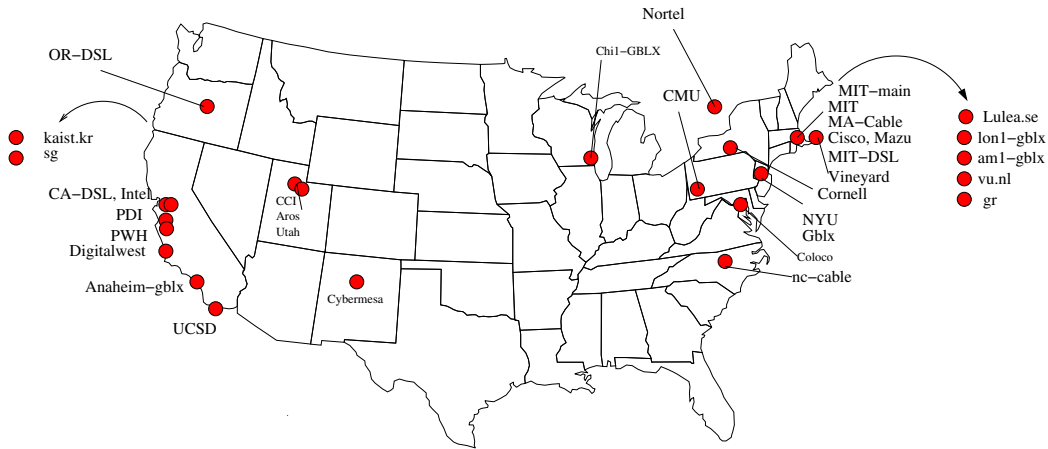 Nortel
Chi1-GBLX
OR-DSL
CMU
MIT-main
MIT
MA-Cable
Cisco, Mazu
MIT-DSL
Vineyard
Cornell
NYU
Gblx
Coloco
nc-cable
Lulea.se
lon1-gblx
am1-gblx
vu.nl
gr
kaist.kr
sg
CA-DSL, Intel
PDI
PWH
Digitalwest
Anaheim-gblx
UCSD
CCI
Aros
Utah
Cybermesa